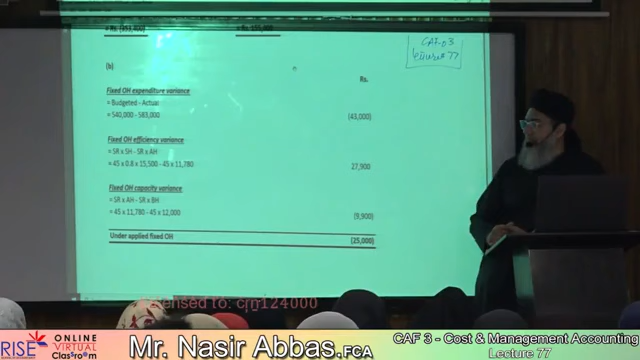 = Rs. (353,400)
CAF-03
Lecture # 77
(b)
Rs.
Fixed OH expenditure variance
= Budgeted - Actual
= 540,000 - 583,000 (43,000)
Fixed OH efficiency variance
= SR x SH - SR x AH
= 45 x 0.8 x 15,500 - 45 x 11,780 27,900
Fixed OH capacity variance
= SR x AH - SR x BH
= 45 x 11,780 - 45 x 12,000 (9,900)
Under applied fixed OH (25,000)
RISE ONLINE
VIRTUAL
Classroom
Mr. Nasir Abbas.FCA
CAF 3 - Cost & Management Accounting
Lecture 77